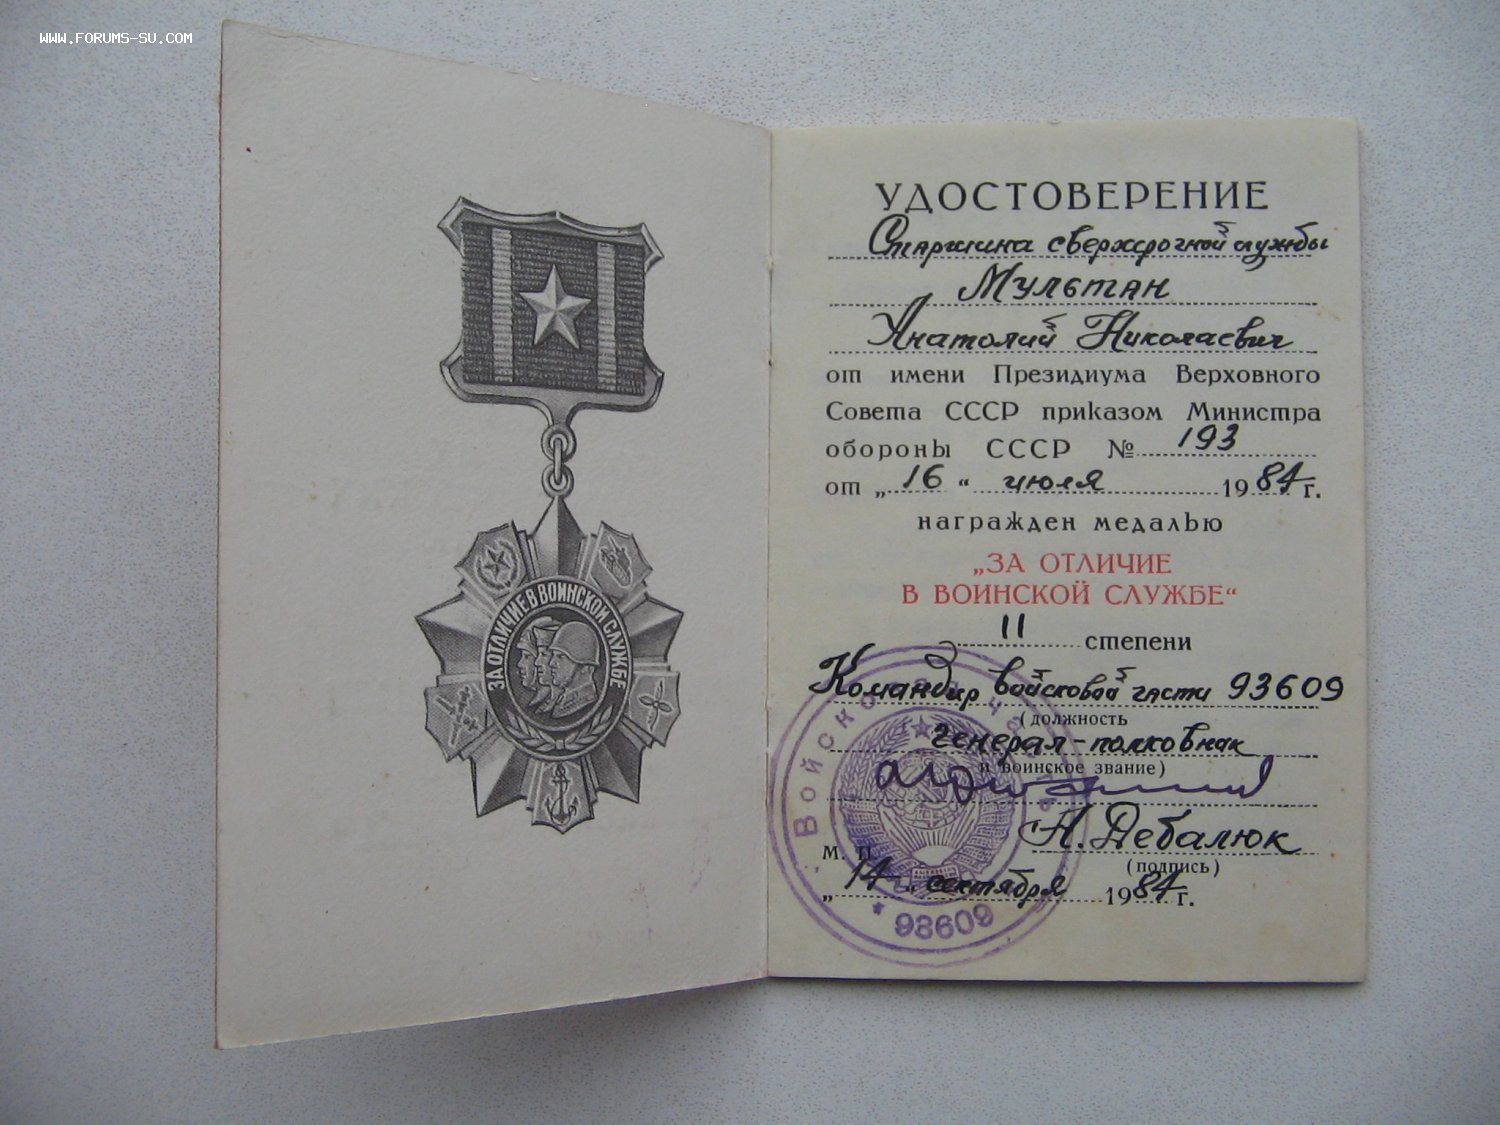 WWW.FORUMS-SU.COM
ЗА ОТЛИЧИЕ В ВОИНСКОЙ СЛУЖБЕ
УДОСТОВЕРЕНИЕ
Старшина сверхсрочной службы
Мультан
Анатолий Николаевич
от имени Президиума Верховного
Совета СССР приказом Министра
обороны СССР № 193
от „16“ июля 1984 г.
награжден медалью
„ЗА ОТЛИЧИЕ
В ВОИНСКОЙ СЛУЖБЕ“
II степени
Командир войсковой части 93609
(должность
генерал-полковник
и воинское звание)
Н. Дебалюк
(подпись)
М. П.
„14“ сентября 1984 г.
Войсковая часть
* 93609